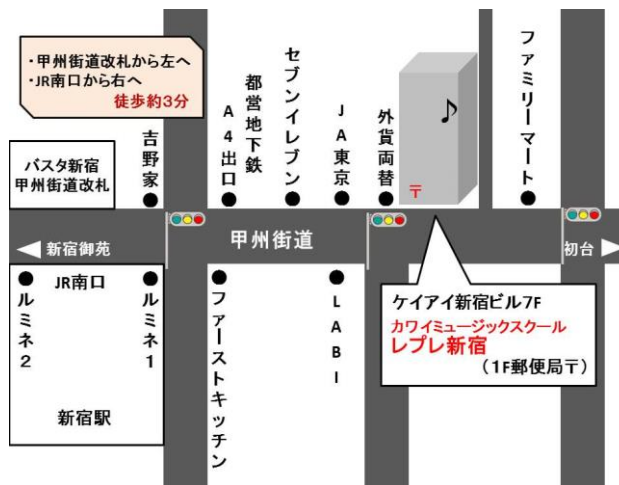 ・甲州街道改札から左へ
・JR南口から右へ
徒歩約3分
バスタ新宿
甲州街道改札
吉野家
A4出口
都営地下鉄
セブンイレブン
JA東京
外貨両替
♪
〒
ファミリーマート
新宿御苑
甲州街道
初台
JR南口
ルミネ2
ルミネ1
新宿駅
ファーストキッチン
LABI
ケイアイ新宿ビル7F
カワイミュージックスクール
レプレ新宿
(1F郵便局〒)